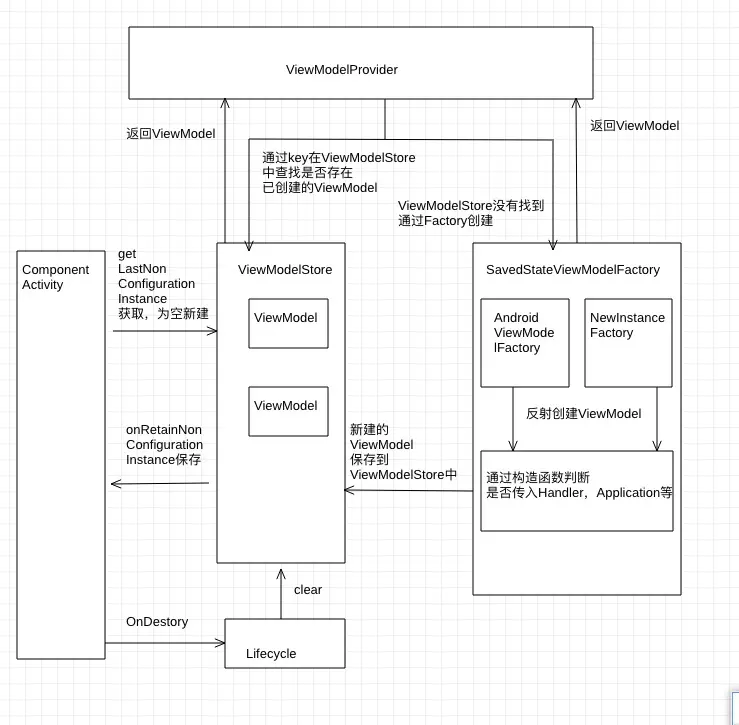 ViewModelProvider
返回ViewModel
返回ViewModel
通过key在ViewModelStore
中查找是否存在
已创建的ViewModel
ViewModelStore没有找到
通过Factory创建
Component
Activity
get
LastNon
Configuration
Instance
获取，为空新建
ViewModelStore
ViewModel
ViewModel
SavedStateViewModelFactory
Android
ViewMode
lFactory
NewInstance
Factory
反射创建ViewModel
通过构造函数判断
是否传入Handler，Application等
onRetainNon
Configuration
Instance保存
新建的
ViewModel
保存到
ViewModelStore中
clear
OnDestory
Lifecycle